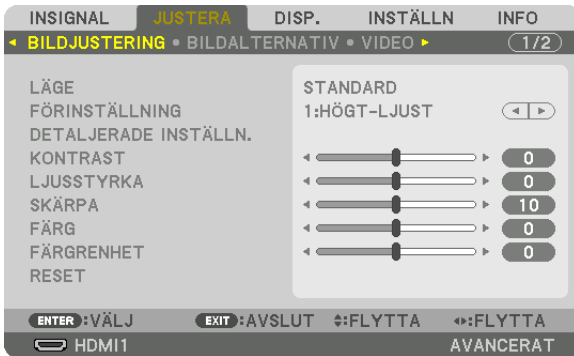 INSIGNAL JUSTERA DISP. INSTÄLLN INFO
BILDJUSTERING • BILDALTERNATIV • VIDEO 1/2
LÄGE STANDARD
FÖRINSTÄLLNING 1:HÖGT-LJUST
DETALJERADE INSTÄLLN.
KONTRAST 0
LJUSSTYRKA 0
SKÄRPA 10
FÄRG 0
FÄRGRENHET 0
RESET
ENTER:VÄLJ EXIT:AVSLUT :FLYTTA :FLYTTA
HDMI1 AVANCERAT